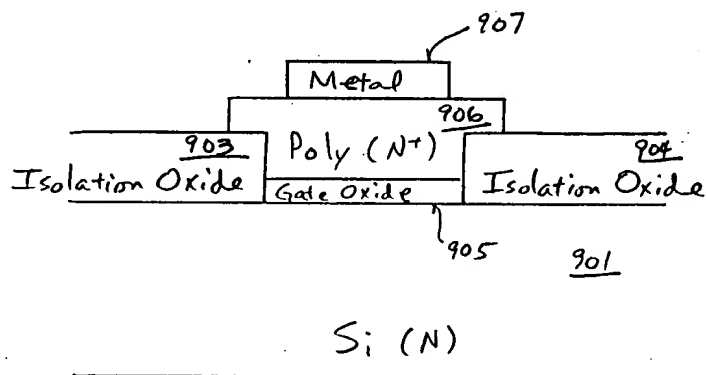 907
Metal
906
903
Poly (N+)
904
Isolation Oxide
Gate Oxide
Isolation Oxide
905
901
Si (N)